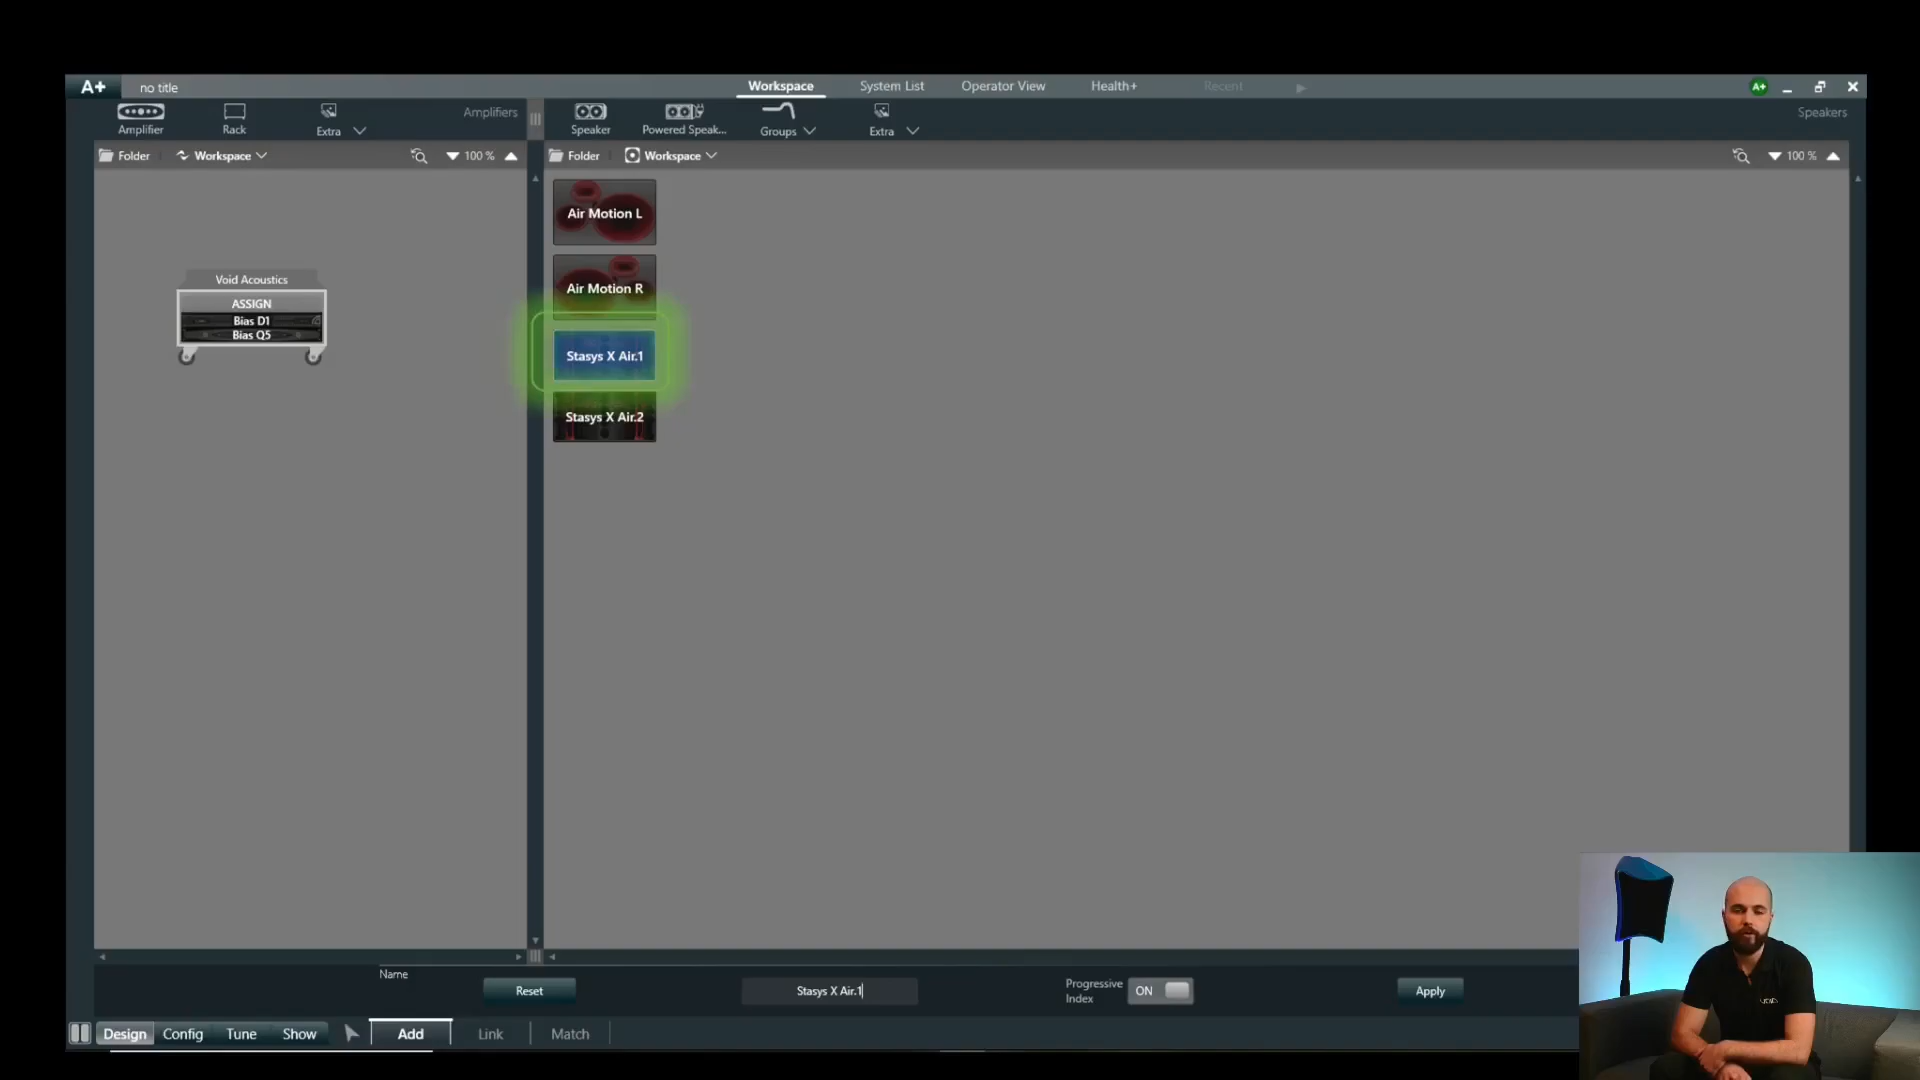 A+
no title
Workspace
System List
Operator View
Health+
Recent
A+
Amplifier
Rack
Extra
Amplifiers
Speaker
Powered Speak...
Groups
Extra
Speakers
Folder
Workspace
100 %
Folder
Workspace
100 %
Air Motion L
Void Acoustics
ASSIGN
Bias D1
Bias Q5
Air Motion R
Stasys X Air.1
Stasys X Air.2
Name
Reset
Stasys X Air.1
Progressive
Index
ON
Apply
Design
Config
Tune
Show
Add
Link
Match